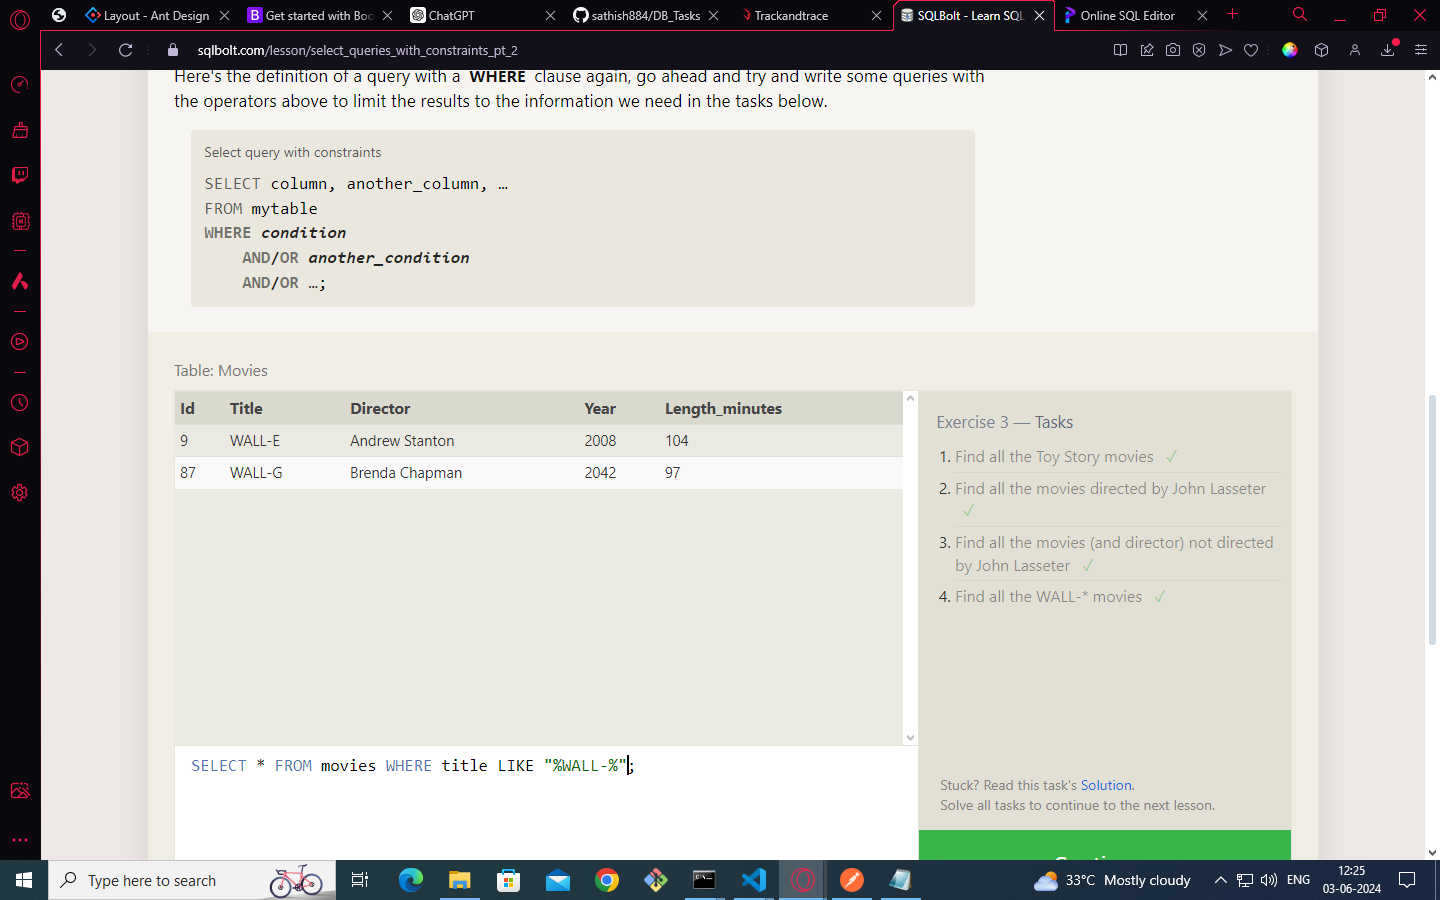 Layout - Ant Design
Get started with Boo
ChatGPT
sathish884/DB_Tasks
Trackandtrace
SQLBolt - Learn SQL
Online SQL Editor
sqlbolt.com/lesson/select_queries_with_constraints_pt_2
Here's the definition of a query with a WHERE clause again, go ahead and try and write some queries with
the operators above to limit the results to the information we need in the tasks below.
Select query with constraints
SELECT column, another_column, …
FROM mytable
WHERE condition
AND/OR another_condition
AND/OR …;
Table: Movies
Id Title Director Year Length_minutes
9 WALL-E Andrew Stanton 2008 104
87 WALL-G Brenda Chapman 2042 97
Exercise 3 — Tasks
1. Find all the Toy Story movies ✓
2. Find all the movies directed by John Lasseter
✓
3. Find all the movies (and director) not directed
by John Lasseter ✓
4. Find all the WALL-* movies ✓
SELECT * FROM movies WHERE title LIKE "%WALL-%";
Stuck? Read this task's Solution.
Solve all tasks to continue to the next lesson.
Type here to search
33°C Mostly cloudy
ENG
12:25
03-06-2024